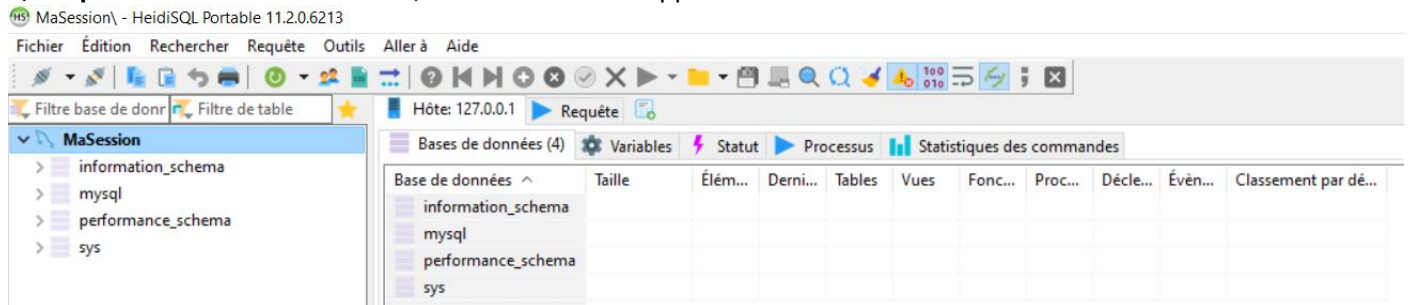 MaSession\ - HeidiSQL Portable 11.2.0.6213
Fichier Édition Rechercher Requête Outils Aller à Aide
Filtre base de donr Filtre de table
Hôte: 127.0.0.1 Requête
MaSession
information_schema
mysql
performance_schema
sys
Bases de données (4) Variables Statut Processus Statistiques des commandes
Base de données Taille Élém... Derni... Tables Vues Fonc... Proc... Décle... Évèn... Classement par dé...
information_schema
mysql
performance_schema
sys